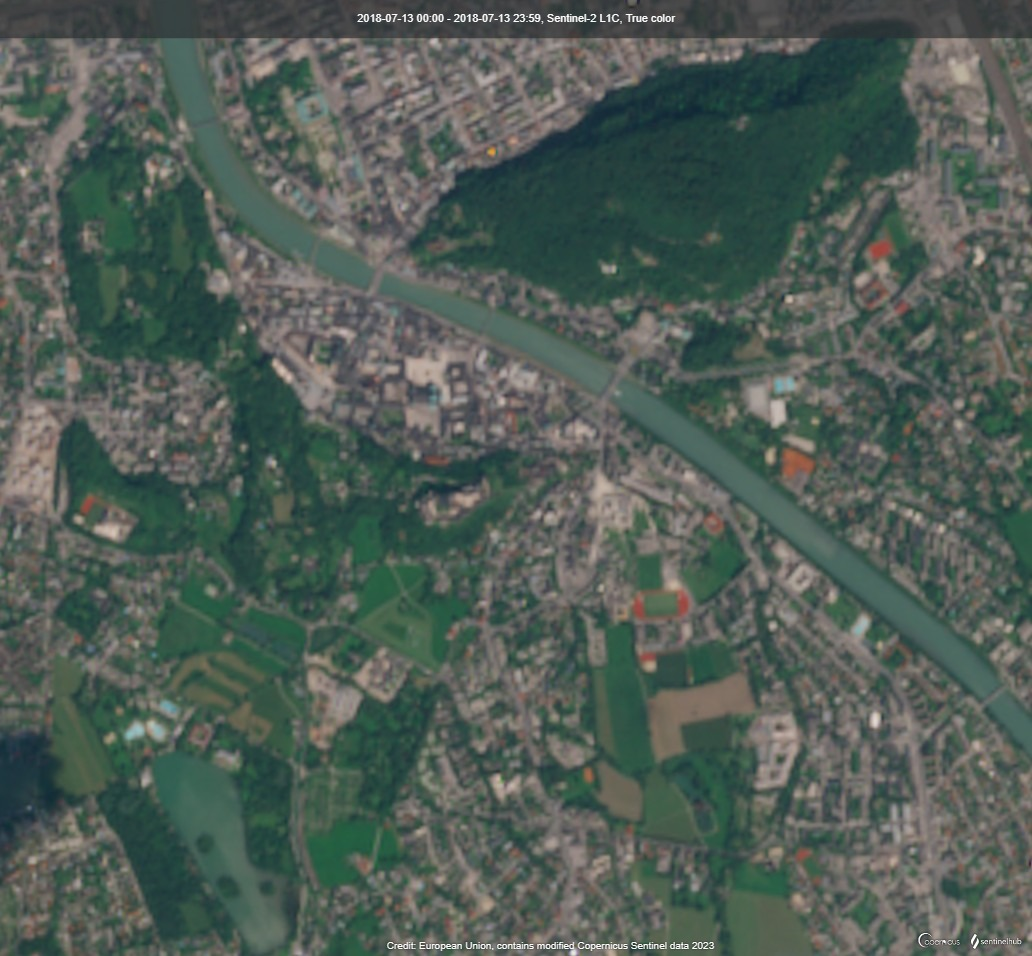 2018-07-13 00:00 - 2018-07-13 23:59, Sentinel-2 L1C, True color
Credit: European Union, contains modified Copernicus Sentinel data 2023
opernicus sentinelhub